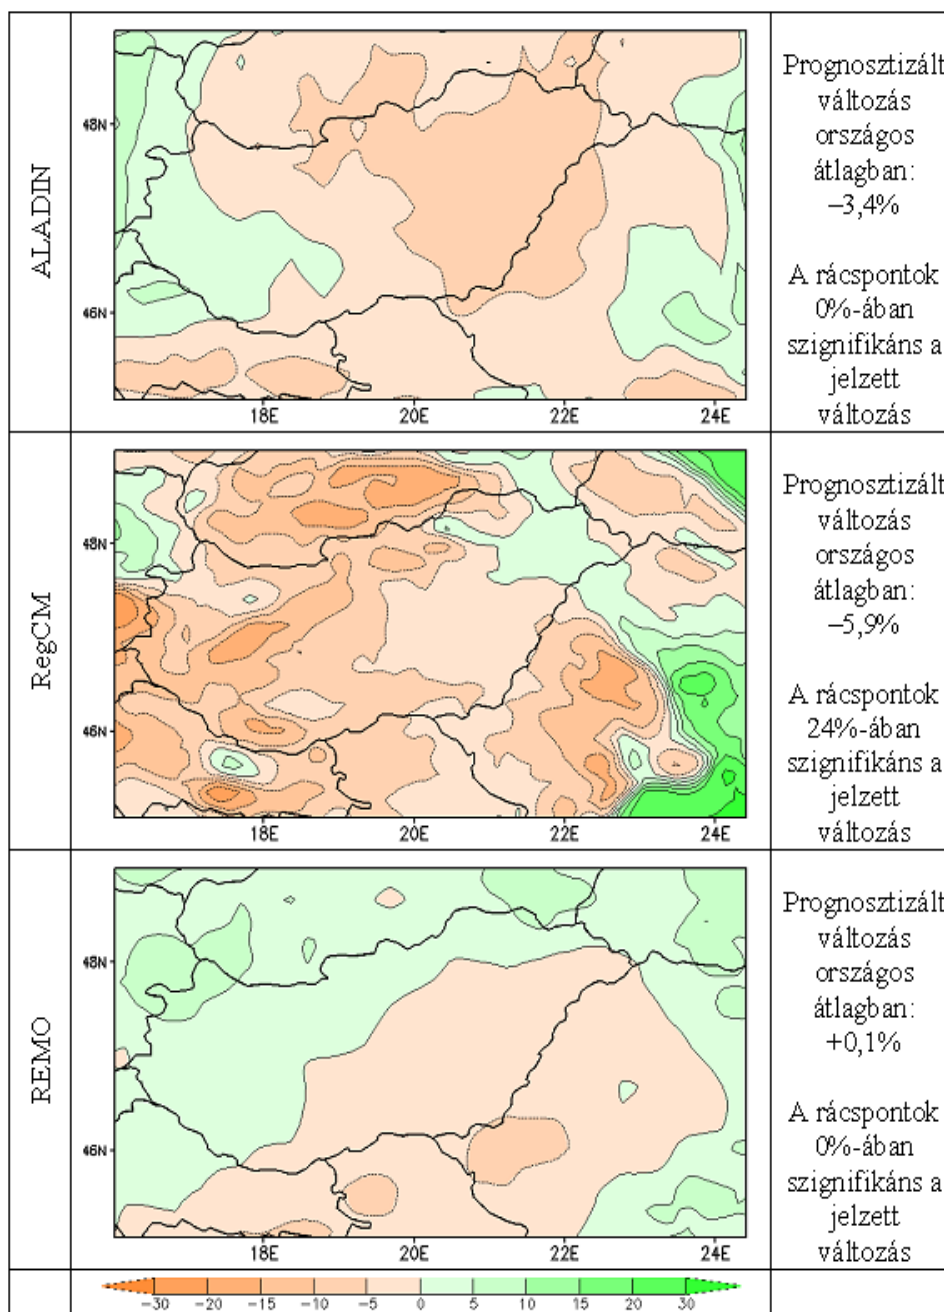 ALADIN
48N
46N
18E 20E 22E 24E
Prognosztizált
változás
országos
átlagban:
–3,4%
A rácspontok
0%-ában
szignifikáns a
jelzett
változás
RegCM
48N
46N
18E 20E 22E 24E
Prognosztizált
változás
országos
átlagban:
–5,9%
A rácspontok
24%-ában
szignifikáns a
jelzett
változás
REMO
48N
46N
18E 20E 22E 24E
Prognosztizált
változás
országos
átlagban:
+0,1%
A rácspontok
0%-ában
szignifikáns a
jelzett
változás
−30 −20 −15 −10 −5 0 5 10 15 20 30